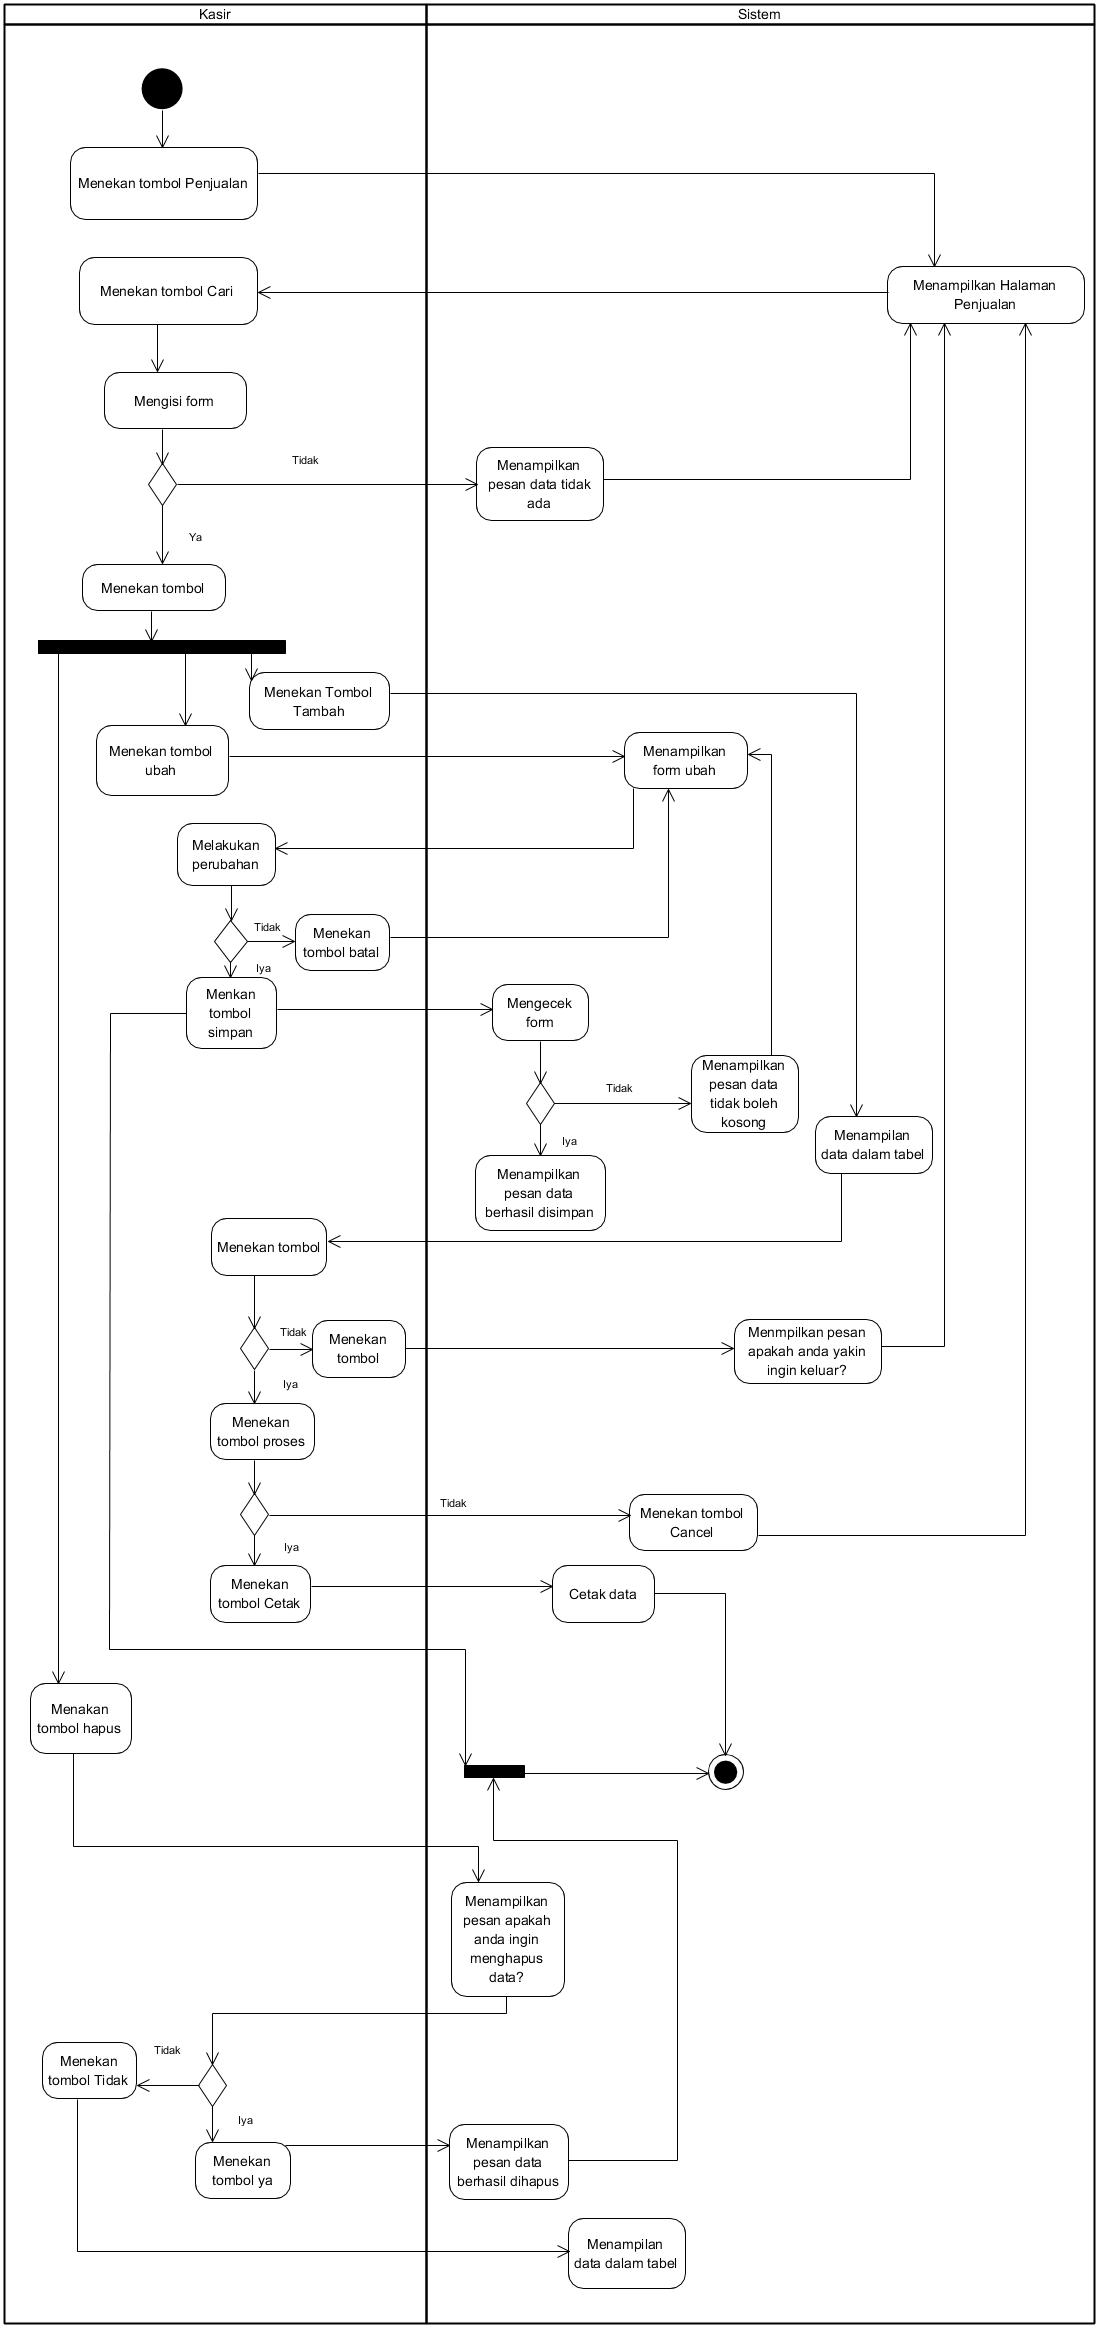 Kasir
Sistem
Menekan tombol Penjualan
Menekan tombol Cari
Menampilkan Halaman
Penjualan
Mengisi form
Tidak
Menampilkan
pesan data tidak
ada
Ya
Menekan tombol
Menekan Tombol
Tambah
Menekan tombol
ubah
Menampilkan
form ubah
Melakukan
perubahan
Tidak
Menekan
tombol batal
Iya
Menkan
tombol
simpan
Mengecek
form
Tidak
Menampilkan
pesan data
tidak boleh
kosong
Iya
Menampilan
data dalam tabel
Menampilkan
pesan data
berhasil disimpan
Menekan tombol
Tidak
Menekan
tombol
Menmpilkan pesan
apakah anda yakin
ingin keluar?
Iya
Menekan
tombol proses
Tidak
Menekan tombol
Cancel
Iya
Menekan
tombol Cetak
Cetak data
Menakan
tombol hapus
Menampilkan
pesan apakah
anda ingin
menghapus
data?
Tidak
Menekan
tombol Tidak
Iya
Menekan
tombol ya
Menampilkan
pesan data
berhasil dihapus
Menampilan
data dalam tabel